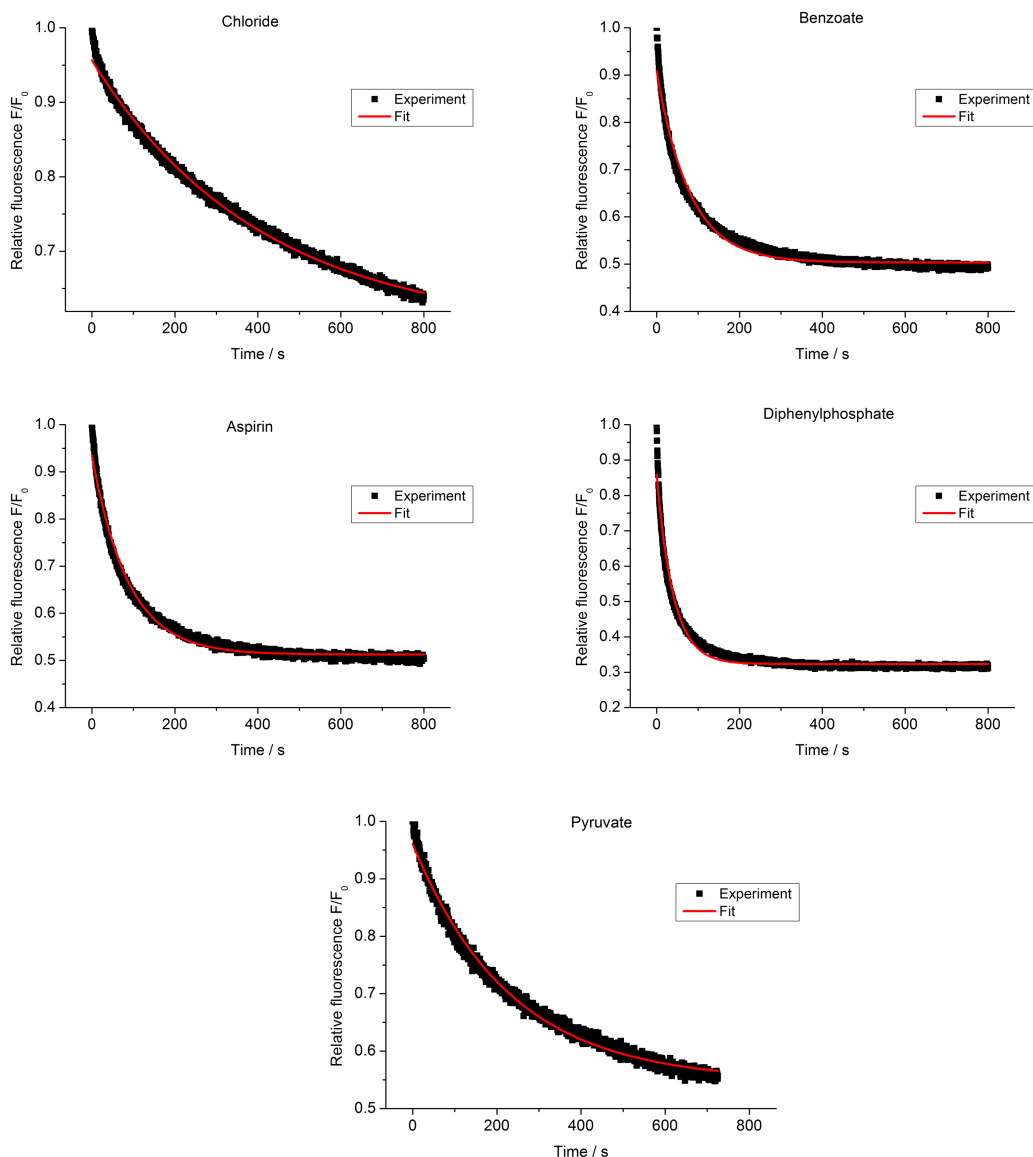 Chloride
1.0
0.9
0.8
0.7
Relative fluorescence F/F0
Experiment
Fit
0 200 400 600 800
Time / s
Benzoate
1.0
0.9
0.8
0.7
0.6
0.5
0.4
Relative fluorescence F/F0
Experiment
Fit
0 200 400 600 800
Time / s
Aspirin
1.0
0.9
0.8
0.7
0.6
0.5
0.4
Relative fluorescence F/F0
Experiment
Fit
0 200 400 600 800
Time / s
Diphenylphosphate
1.0
0.9
0.8
0.7
0.6
0.5
0.4
0.3
0.2
Relative fluorescence F/F0
Experiment
Fit
0 200 400 600 800
Time / s
Pyruvate
1.0
0.9
0.8
0.7
0.6
0.5
Relative fluorescence F/F0
Experiment
Fit
0 200 400 600 800
Time / s